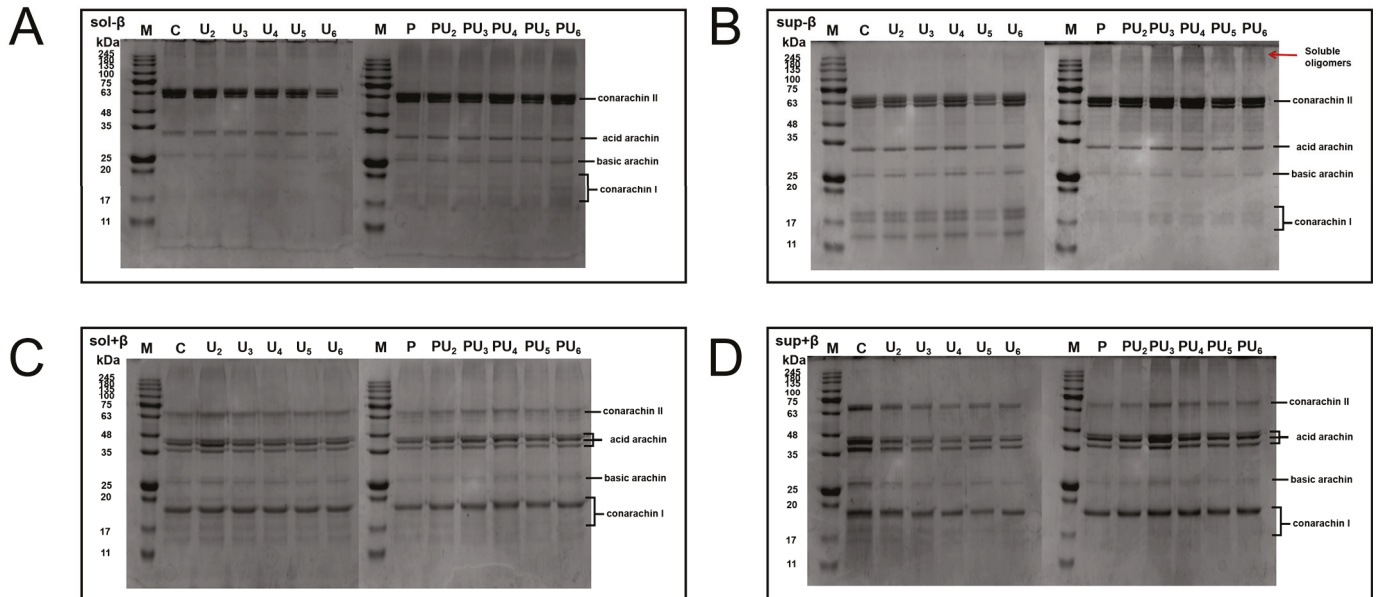 A
sol-β
M C U₂ U₃ U₄ U₅ U₆ M P PU₂ PU₃ PU₄ PU₅ PU₆
kDa
245
180
135
100
75
63
48
35
25
20
17
11
conarachin II
acid arachin
basic arachin
conarachin I
B
sup-β
M C U₂ U₃ U₄ U₅ U₆ M P PU₂ PU₃ PU₄ PU₅ PU₆
kDa
245
180
135
100
75
63
48
35
25
20
17
11
Soluble
oligomers
conarachin II
acid arachin
basic arachin
conarachin I
C
sol+β
M C U₂ U₃ U₄ U₅ U₆ M P PU₂ PU₃ PU₄ PU₅ PU₆
kDa
245
180
135
100
75
63
48
35
25
20
17
11
conarachin II
acid arachin
basic arachin
conarachin I
D
sup+β
M C U₂ U₃ U₄ U₅ U₆ M P PU₂ PU₃ PU₄ PU₅ PU₆
kDa
245
180
135
100
75
63
48
35
25
20
17
11
conarachin II
acid arachin
basic arachin
conarachin I